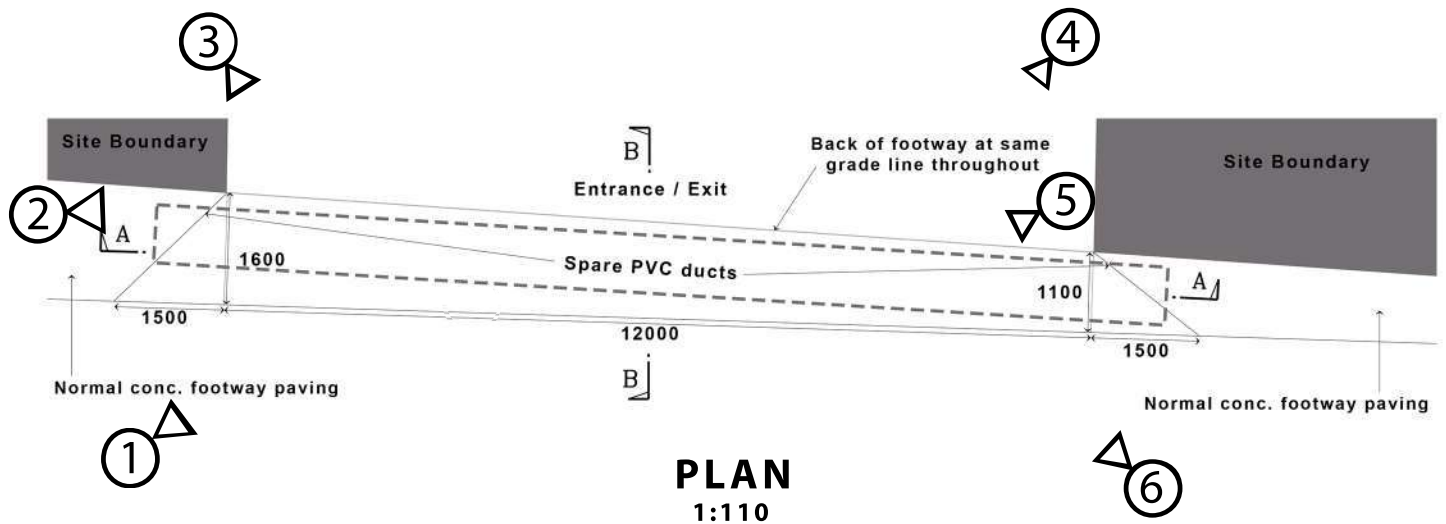 3
4
Site Boundary
B
Back of footway at same
grade line throughout
Site Boundary
Entrance / Exit
2
5
A
1600
Spare PVC ducts
1100
A
1500
12000
1500
B
Normal conc. footway paving
Normal conc. footway paving
1
6
PLAN
1:110